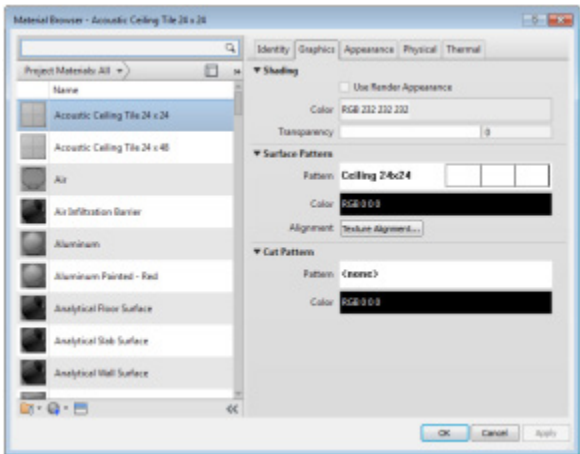 Material Browser - Acoustic Ceiling Tile 24 x 24
Identity Graphics Appearance Physical Thermal
Project Materials: All
Name
Acoustic Ceiling Tile 24 x 24
Acoustic Ceiling Tile 24 x 48
Air
Air Infiltration Barrier
Aluminum
Aluminum Painted - Red
Analytical Floor Surface
Analytical Slab Surface
Analytical Wall Surface
Shading
Use Render Appearance
Color RGB 232 232 232
Transparency 0
Surface Pattern
Pattern Ceiling 24x24
Color RGB 0 0 0
Alignment Texture Alignment...
Cut Pattern
Pattern <none>
Color RGB 0 0 0
OK Cancel Apply